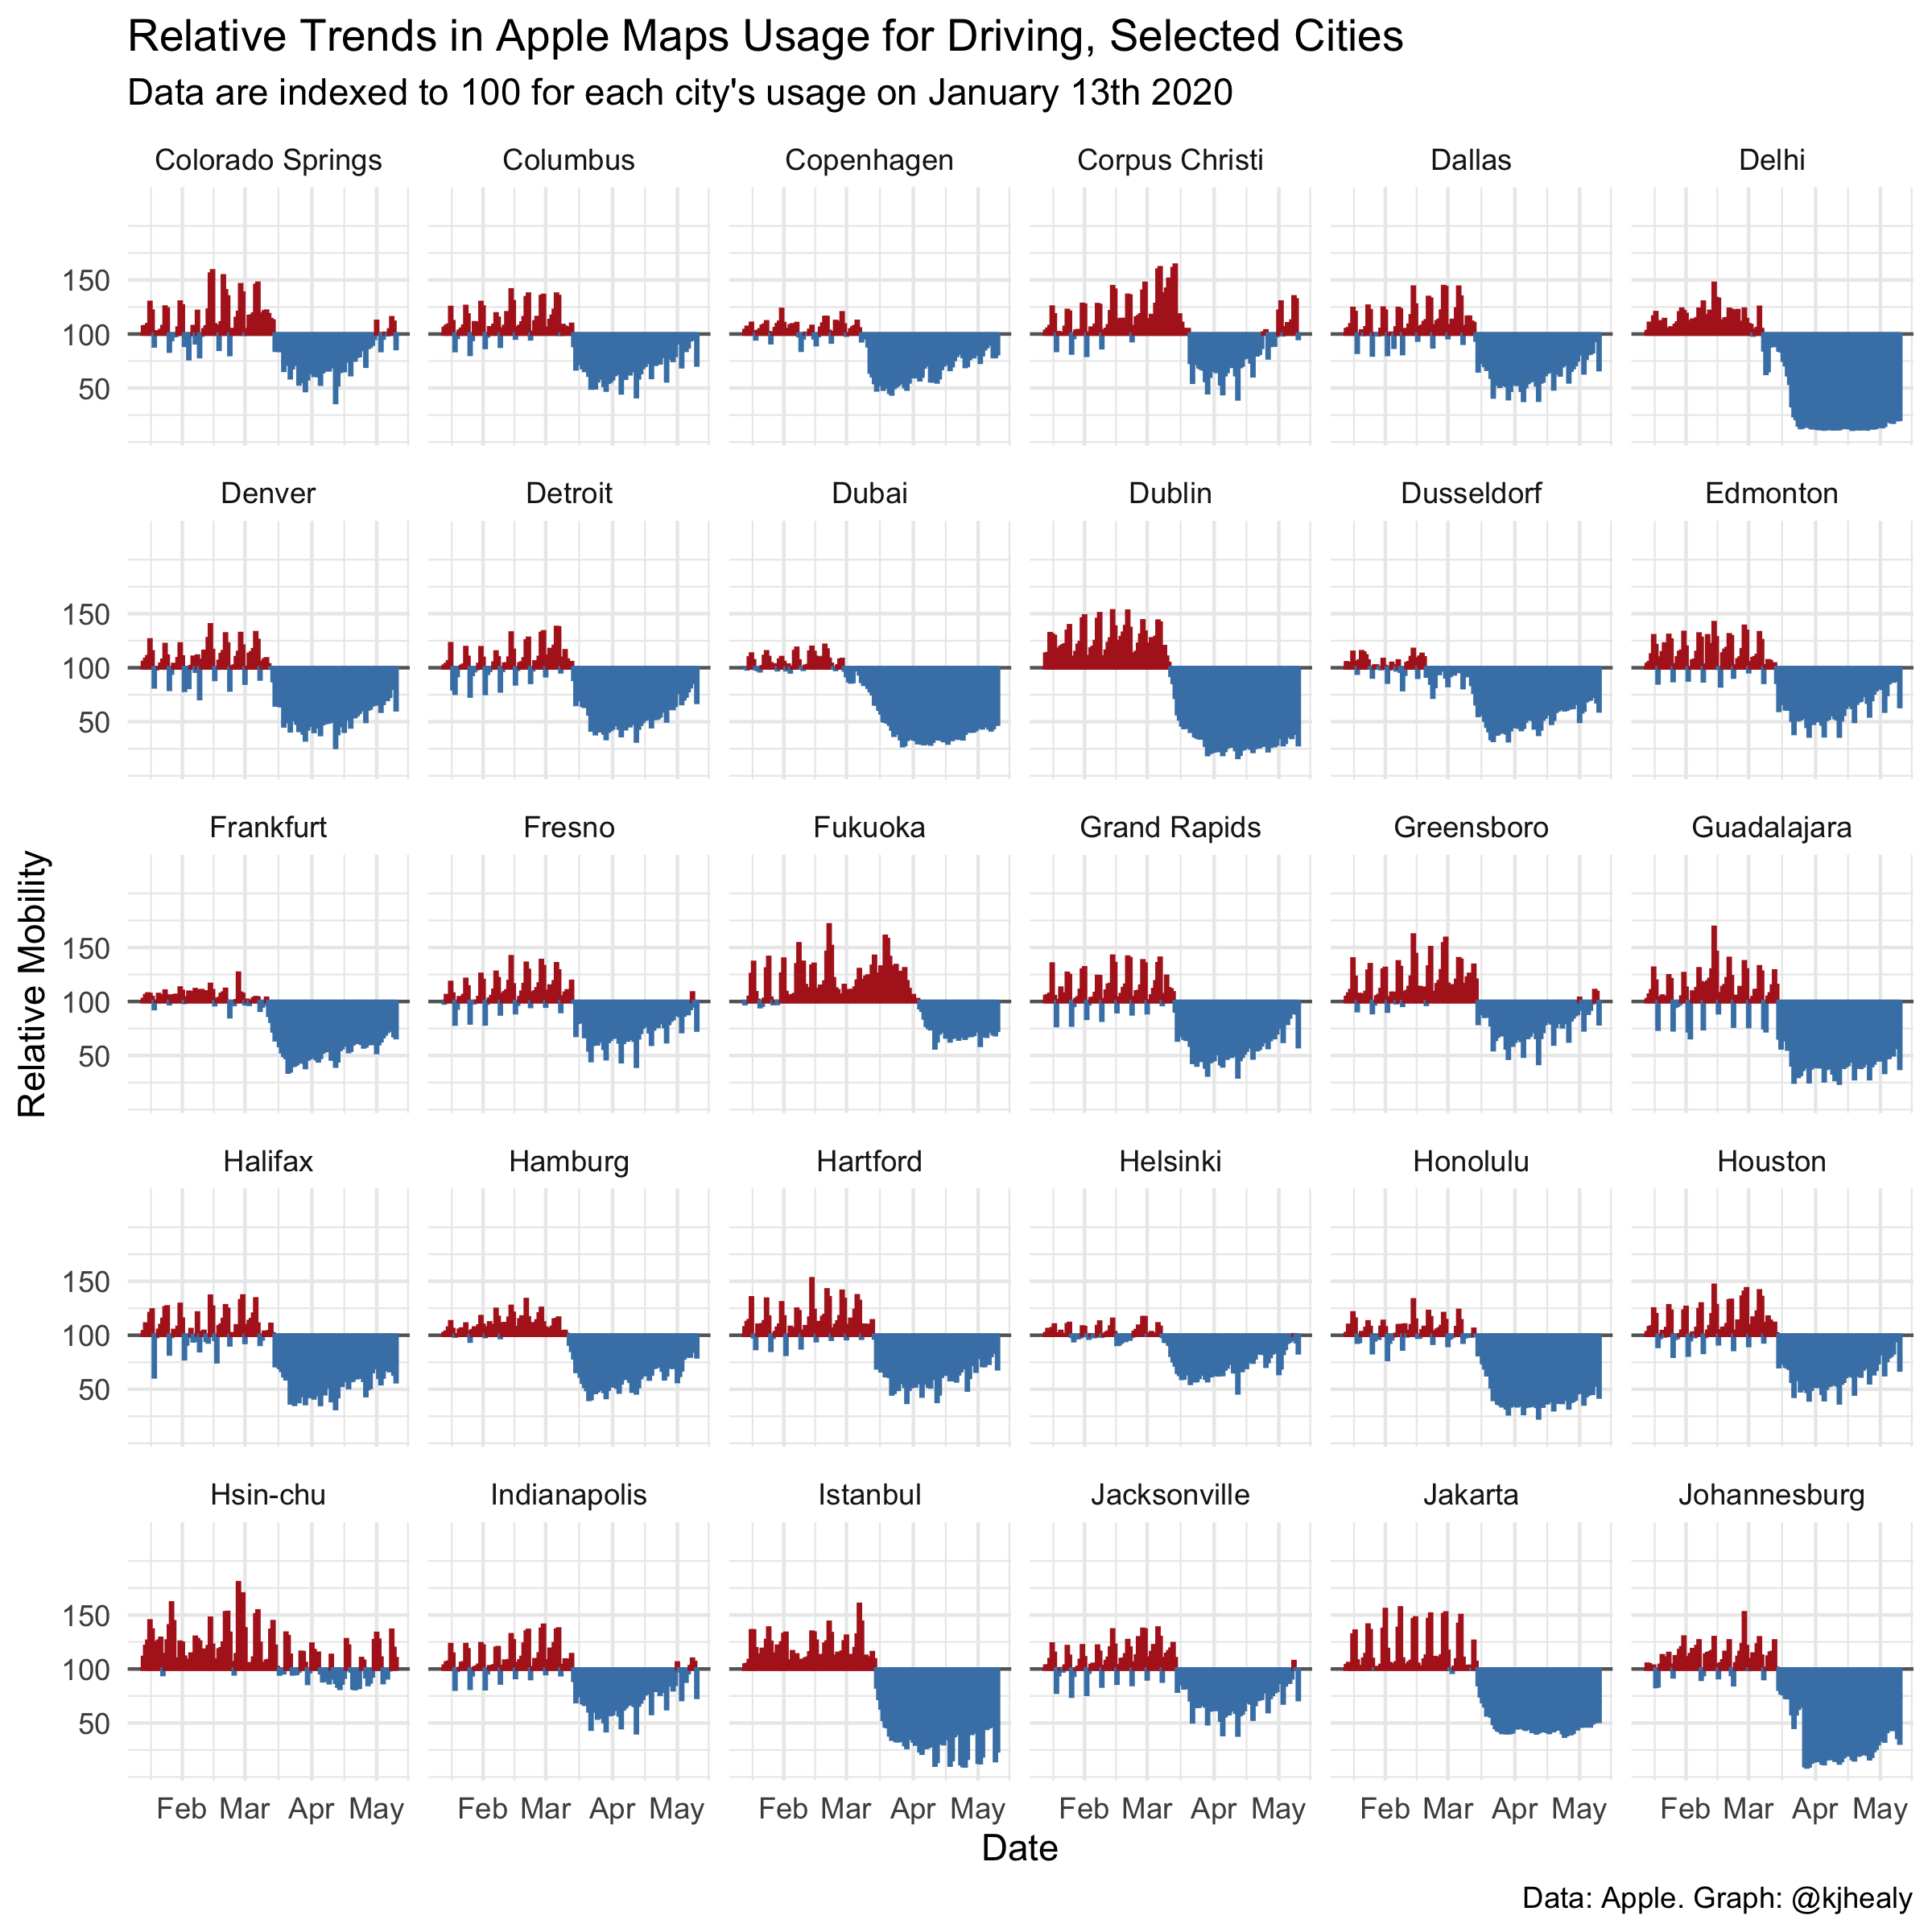 Relative Trends in Apple Maps Usage for Driving, Selected Cities
Data are indexed to 100 for each city's usage on January 13th 2020
Colorado Springs Columbus Copenhagen Corpus Christi Dallas Delhi
150
100
50
Denver Detroit Dubai Dublin Dusseldorf Edmonton
150
100
50
Frankfurt Fresno Fukuoka Grand Rapids Greensboro Guadalajara
150
100
50
Relative Mobility
Halifax Hamburg Hartford Helsinki Honolulu Houston
150
100
50
Hsin-chu Indianapolis Istanbul Jacksonville Jakarta Johannesburg
150
100
50
Feb Mar Apr May Feb Mar Apr May Feb Mar Apr May Feb Mar Apr May Feb Mar Apr May Feb Mar Apr May
Date
Data: Apple. Graph: @kjhealy